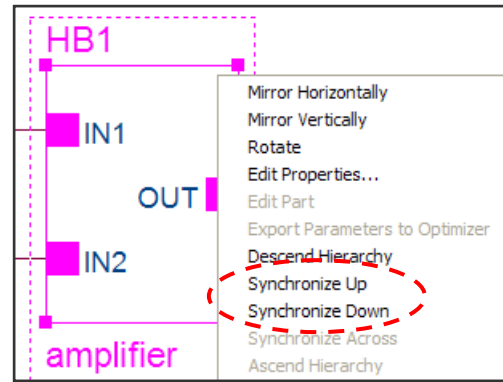 HB1
IN1
OUT
IN2
amplifier
Mirror Horizontally
Mirror Vertically
Rotate
Edit Properties...
Edit Part
Export Parameters to Optimizer
Descend Hierarchy
Synchronize Up
Synchronize Down
Synchronize Across
Ascend Hierarchy